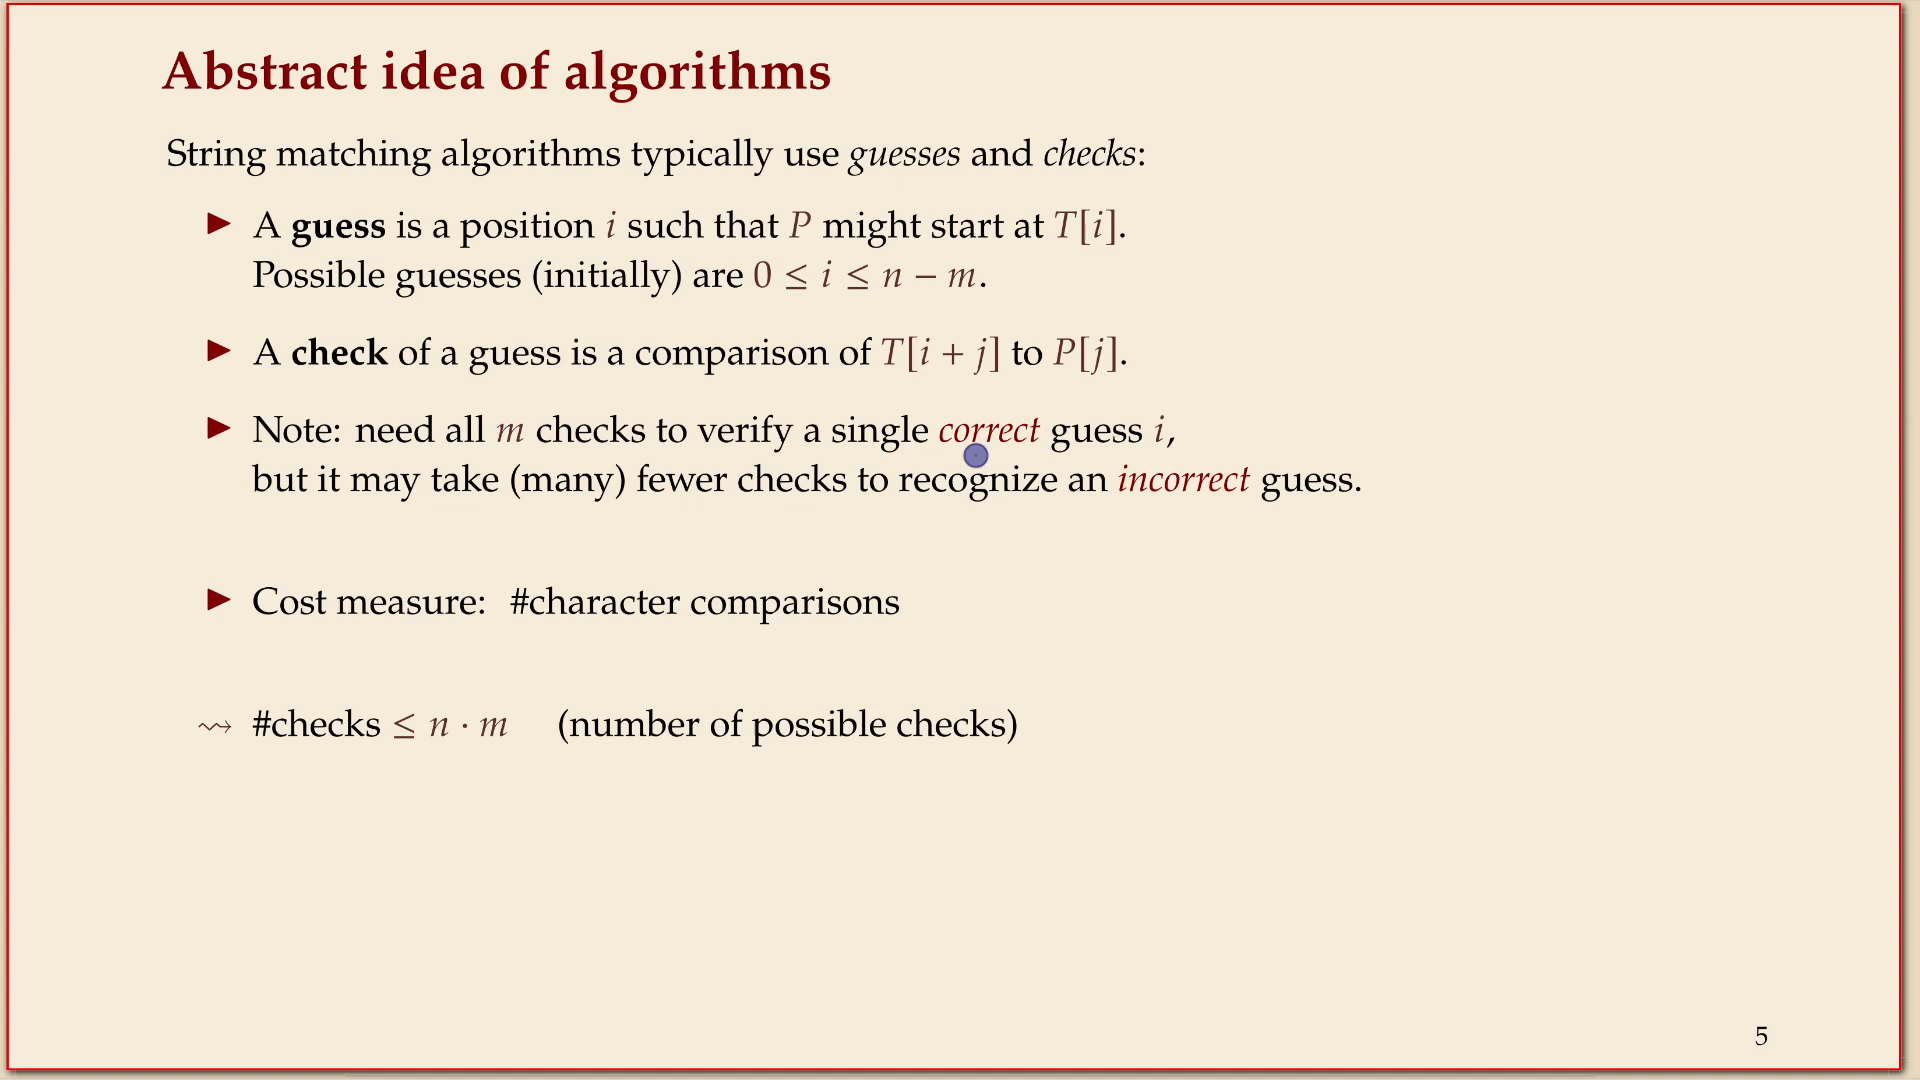 Abstract idea of algorithms
String matching algorithms typically use guesses and checks:
▶ A guess is a position i such that P might start at T[i].
Possible guesses (initially) are 0 ≤ i ≤ n − m.
▶ A check of a guess is a comparison of T[i + j] to P[j].
▶ Note: need all m checks to verify a single correct guess i,
but it may take (many) fewer checks to recognize an incorrect guess.
▶ Cost measure: #character comparisons
⇝ #checks ≤ n · m (number of possible checks)
5